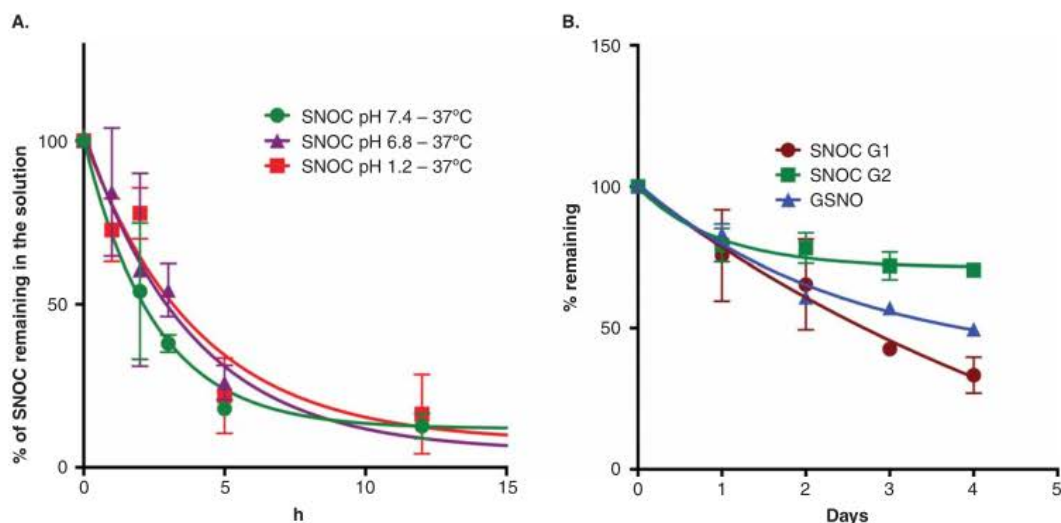 A.
% of SNOC remaining in the solution
100
50
0
0
5
10
15
h
SNOC pH 7.4 – 37ºC
SNOC pH 6.8 – 37ºC
SNOC pH 1.2 – 37ºC
B.
% remaining
150
100
50
0
0
1
2
3
4
5
Days
SNOC G1
SNOC G2
GSNO